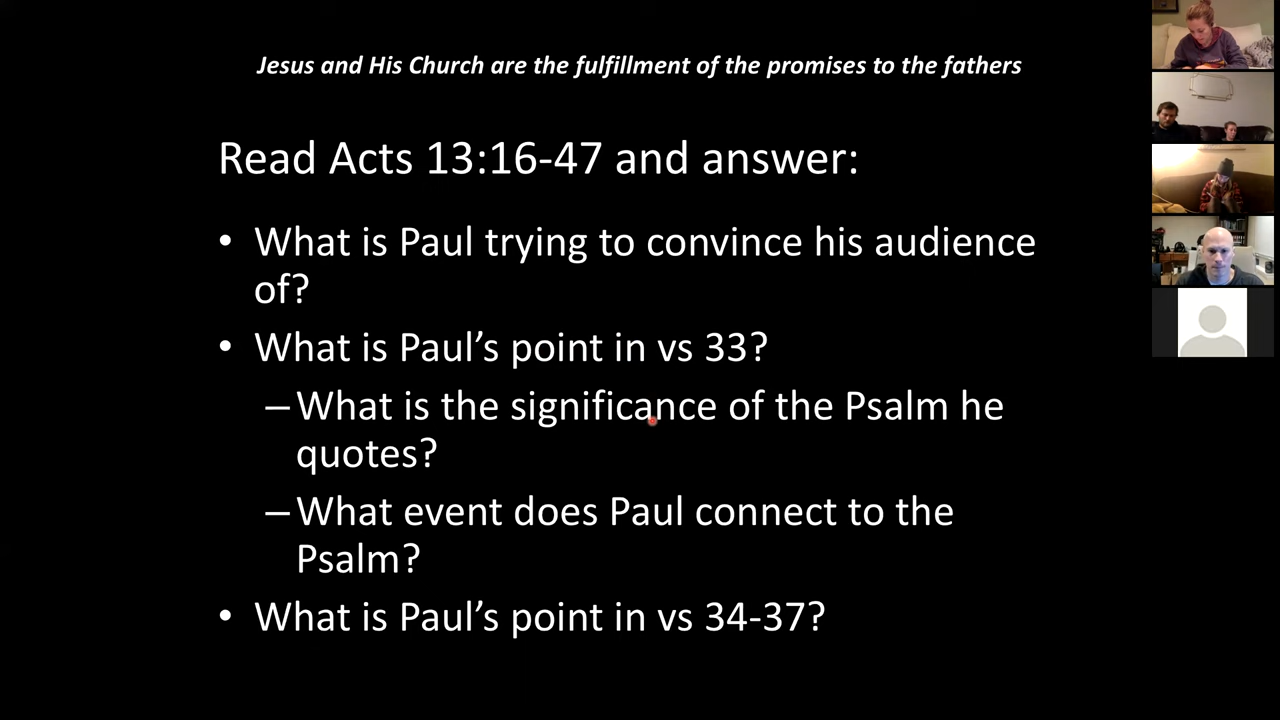 Jesus and His Church are the fulfillment of the promises to the fathers
Read Acts 13:16-47 and answer:
• What is Paul trying to convince his audience
of?
• What is Paul’s point in vs 33?
–What is the significance of the Psalm he
quotes?
–What event does Paul connect to the
Psalm?
• What is Paul’s point in vs 34-37?